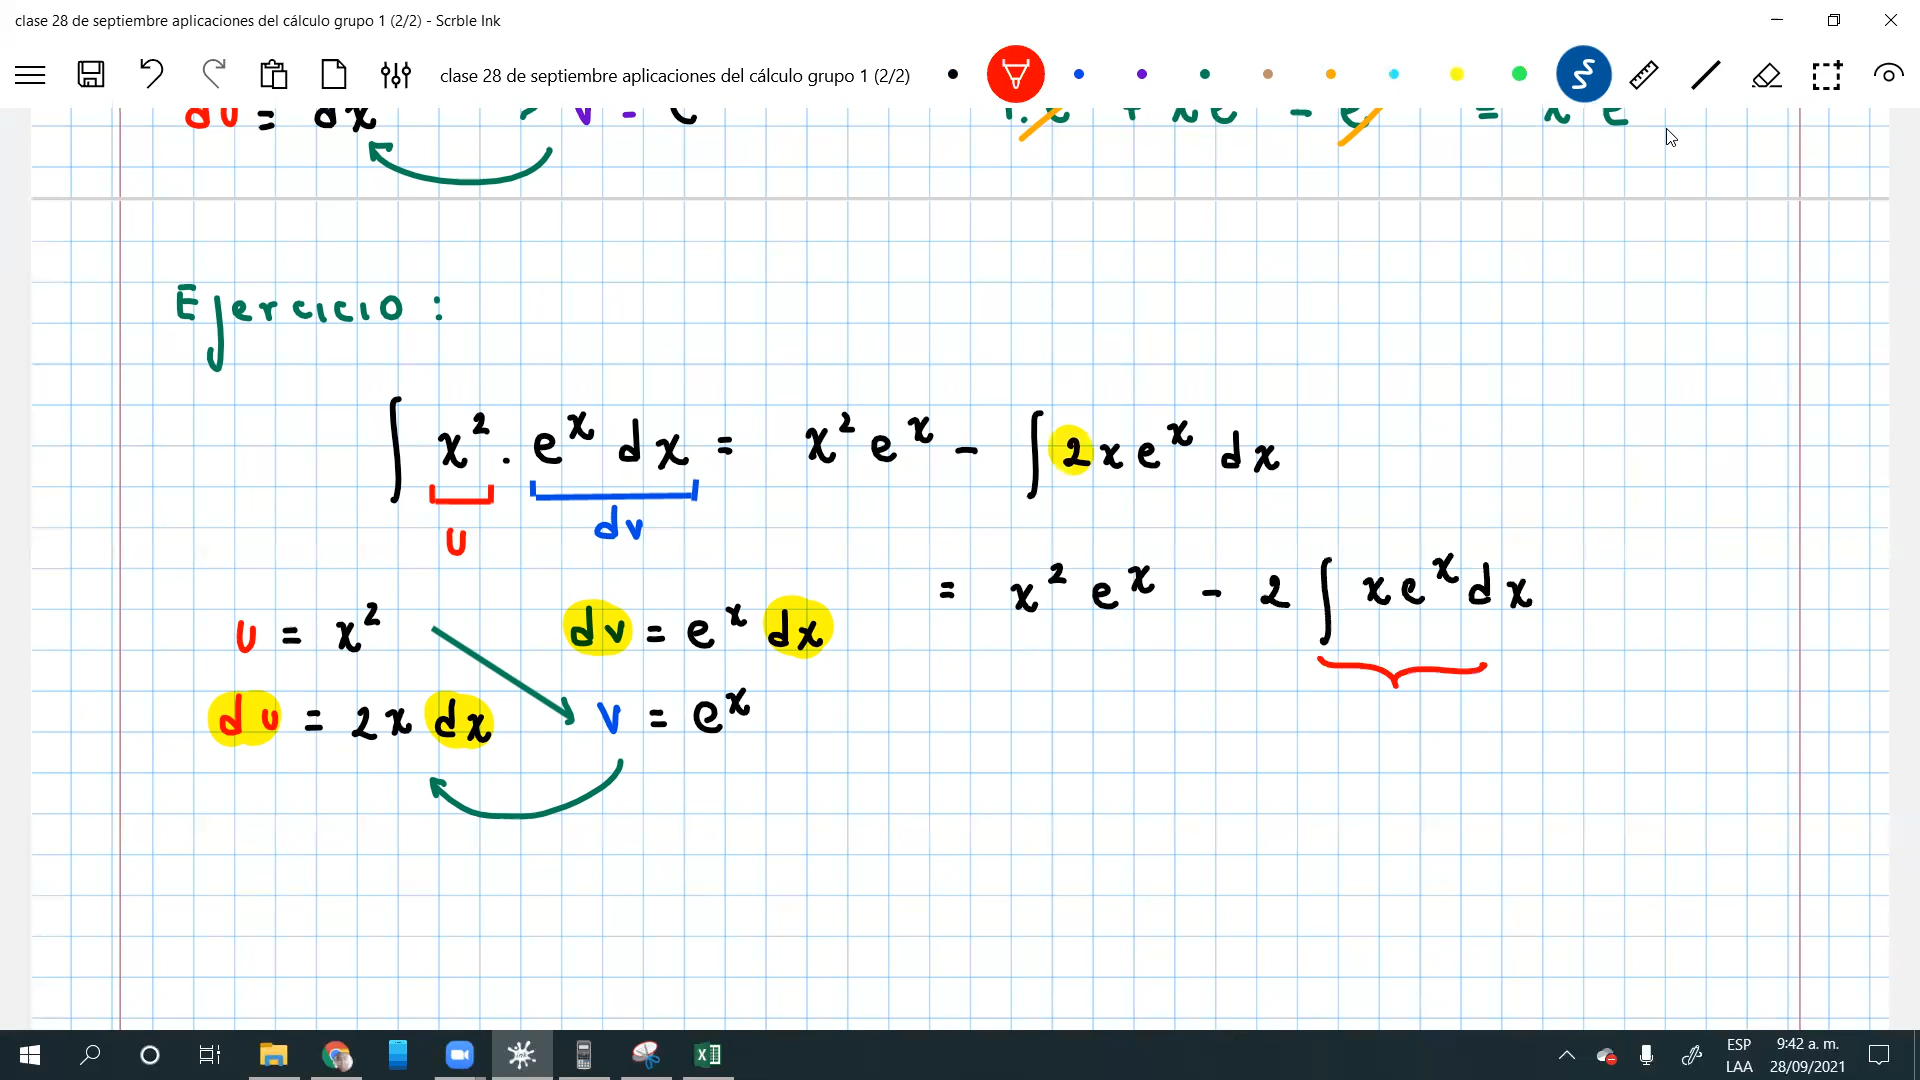 clase 28 de septiembre aplicaciones del cálculo grupo 1 (2/2) - Scrble Ink
clase 28 de septiembre aplicaciones del cálculo grupo 1 (2/2)
du = dx
Ejercicio :
∫ x² · eˣ dx = x² eˣ - ∫ 2x eˣ dx
u dv
= x² eˣ - 2 ∫ x eˣ dx
u = x² dv = eˣ dx
du = 2x dx v = eˣ
ESP 9:42 a. m.
LAA 28/09/2021